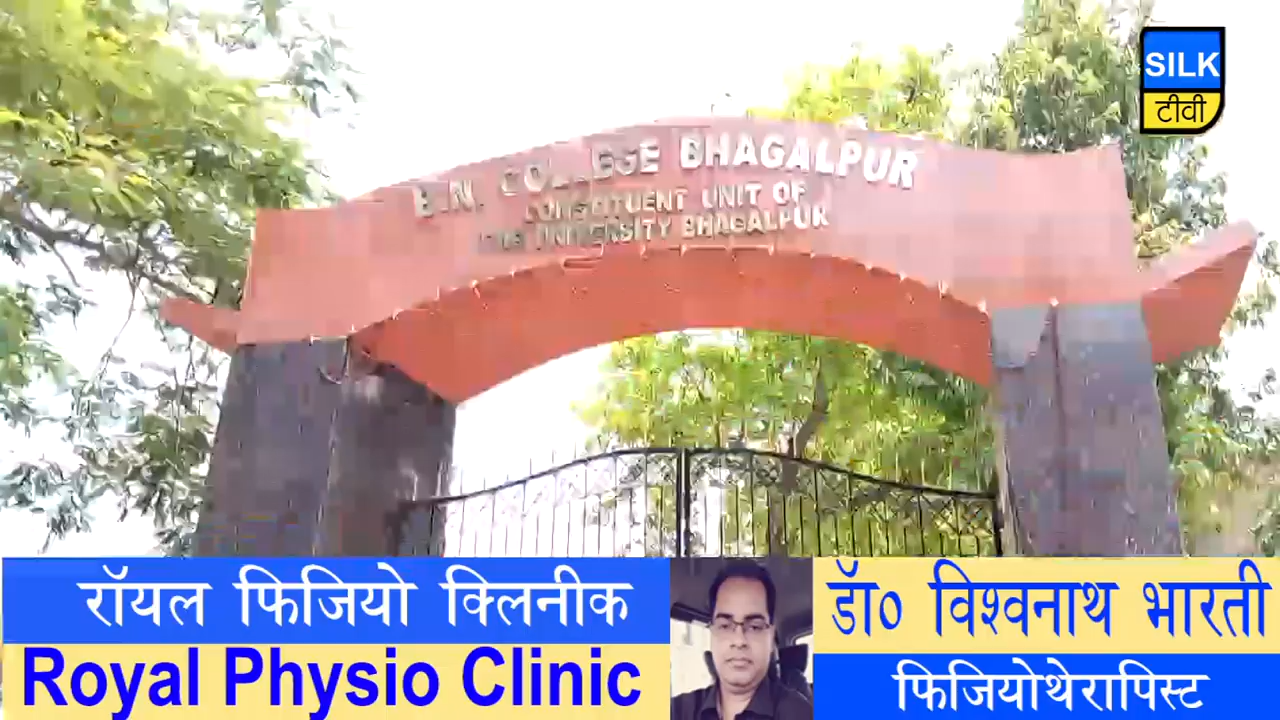 SILK
टीवी
B.N. COLLEGE BHAGALPUR
CONSTITUENT UNIT OF
UNIVERSITY BHAGALPUR
रॉयल फिजियो क्लिनीक
Royal Physio Clinic
डॉ० विश्वनाथ भारती
फिजियोथेरापिस्ट